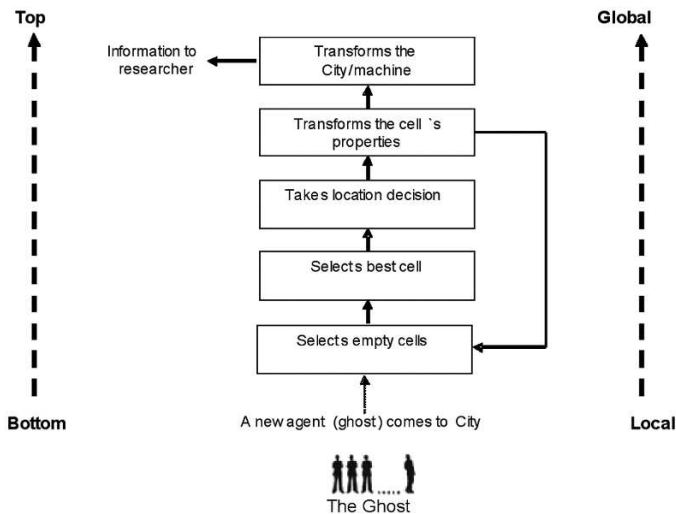 Top
Global
Information to
researcher
Transforms the
City/machine
Transforms the cell `s
properties
Takes location decision
Selects best cell
Selects empty cells
A new agent (ghost) comes to City
Bottom
Local
The Ghost